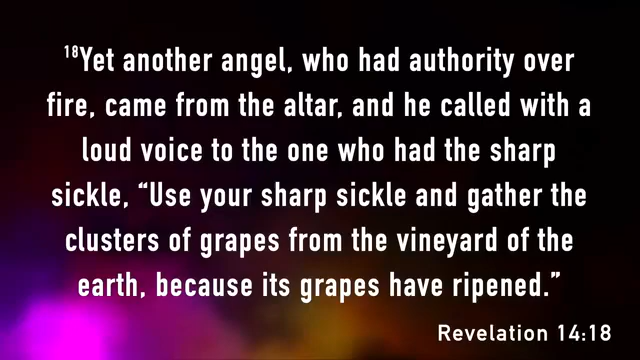 18Yet another angel, who had authority over
fire, came from the altar, and he called with a
loud voice to the one who had the sharp
sickle, “Use your sharp sickle and gather the
clusters of grapes from the vineyard of the
earth, because its grapes have ripened.”
Revelation 14:18